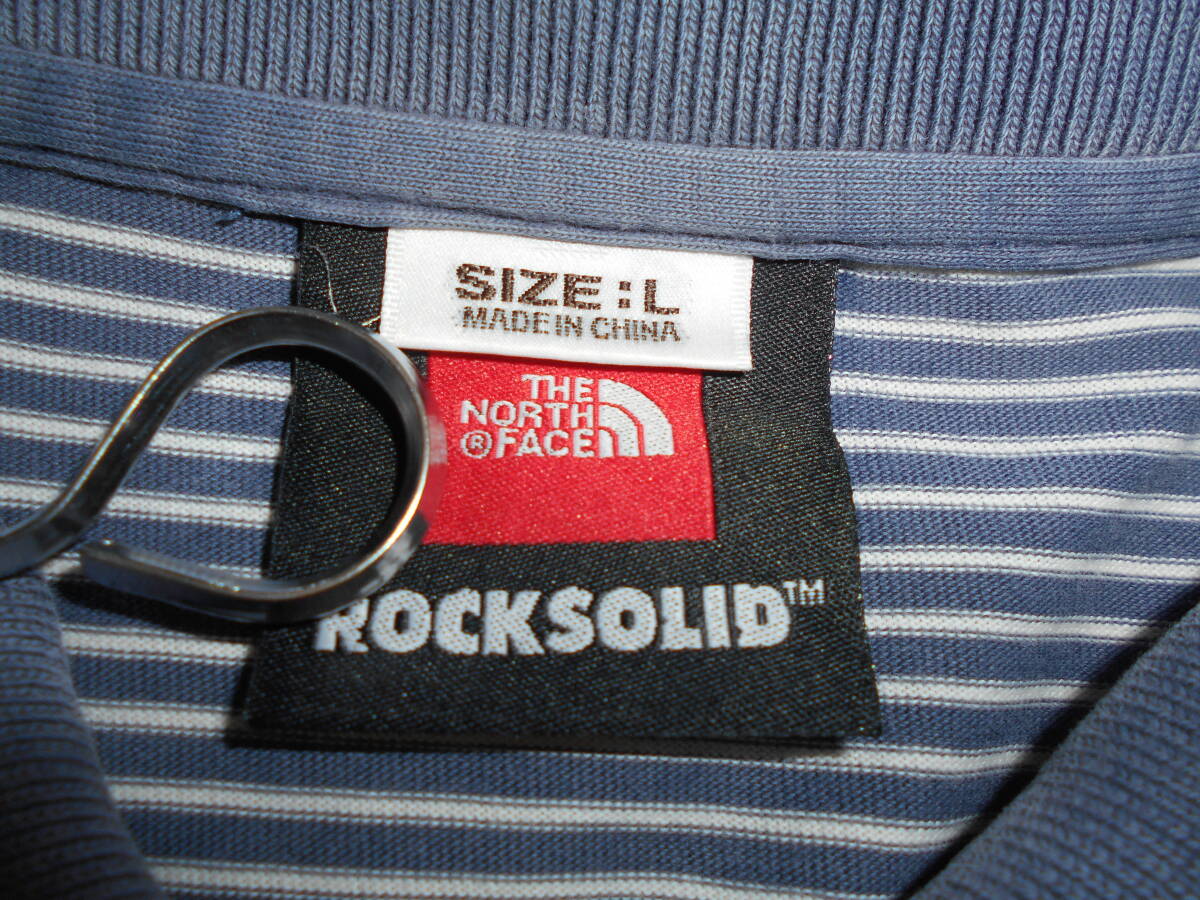 SIZE:L
MADE IN CHINA
THE
NORTH
® FACE
ROCKSOLID™